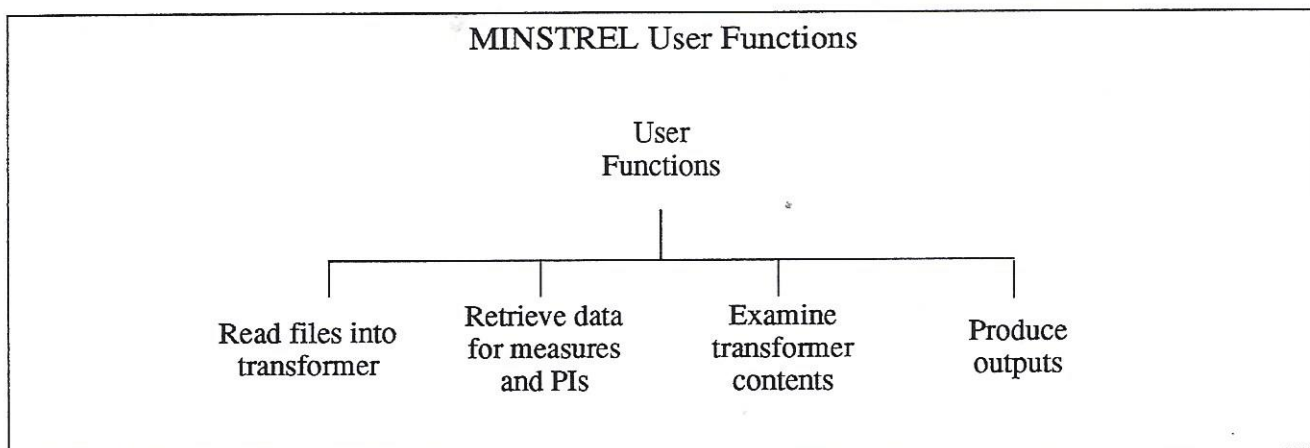 MINSTREL User Functions
User
Functions
Read files into
transformer
Retrieve data
for measures
and PIs
Examine
transformer
contents
Produce
outputs